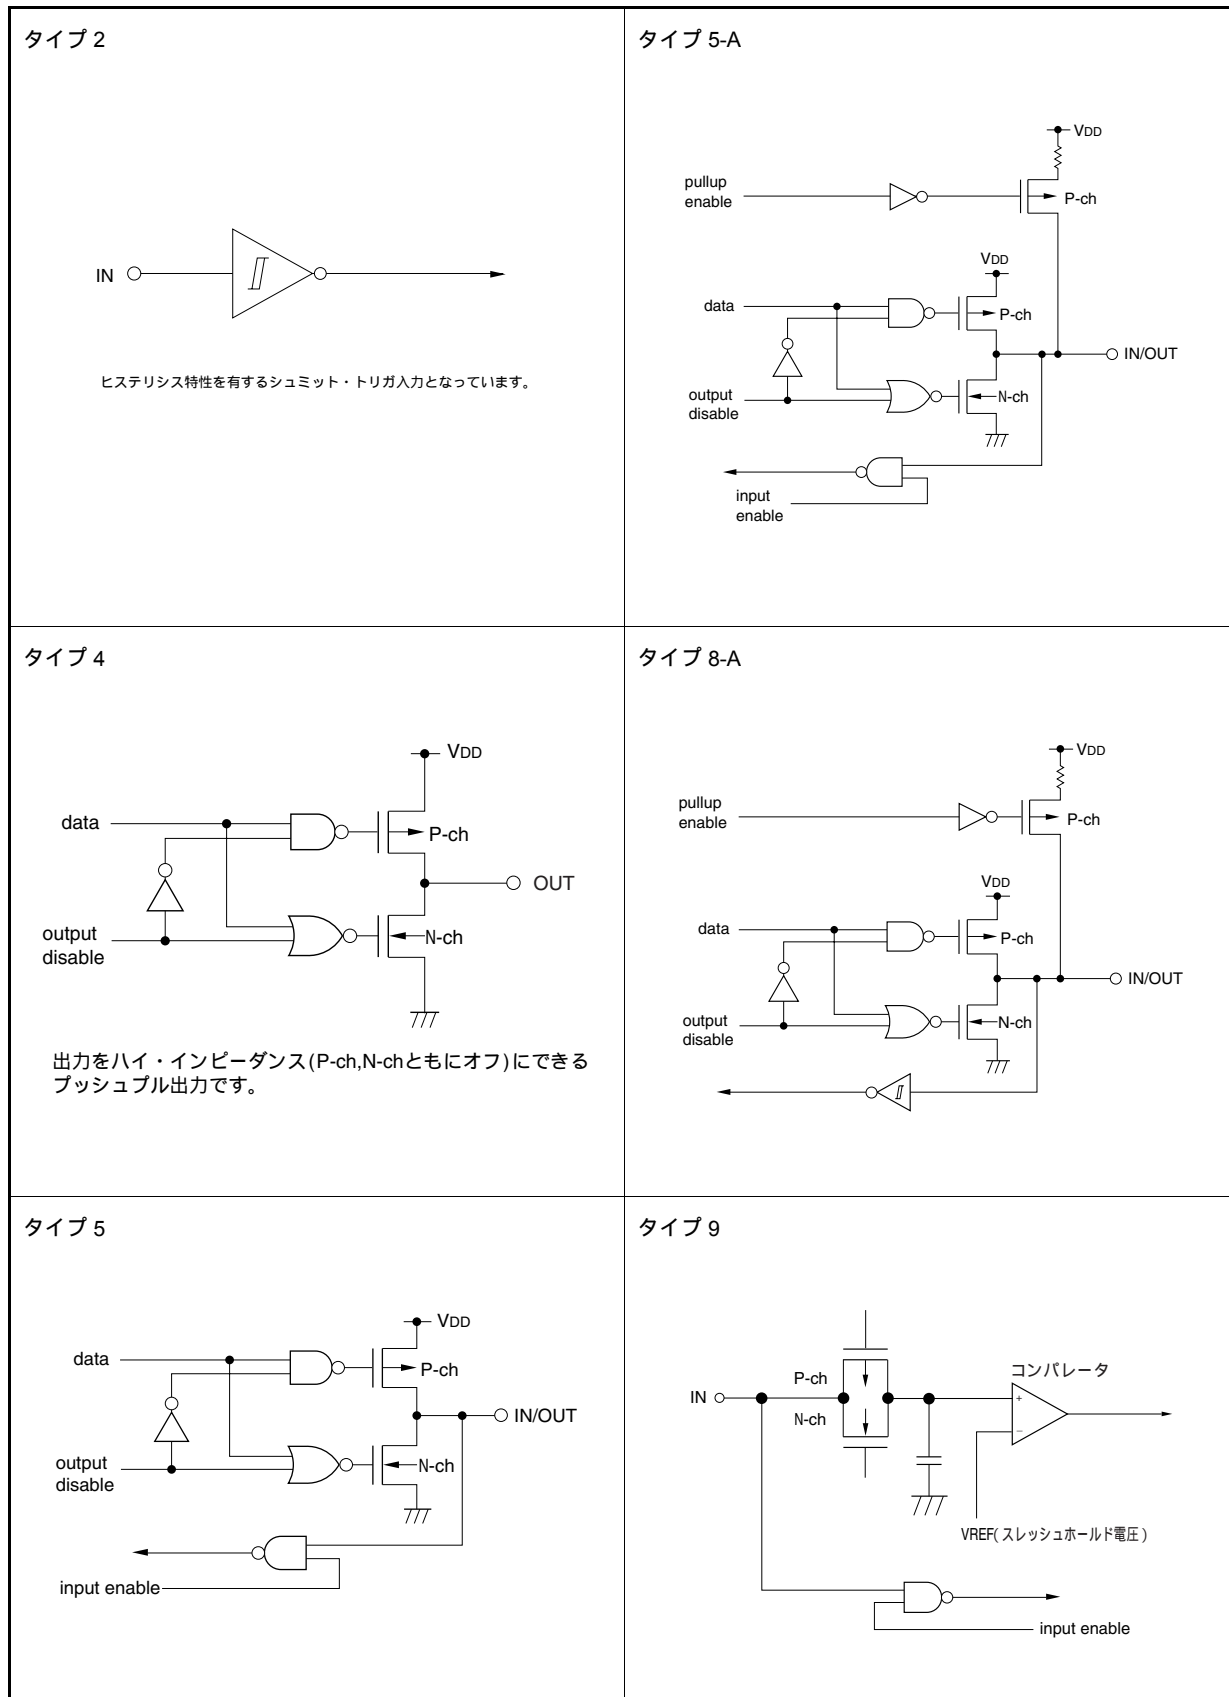 タイプ 2
IN
ヒステリシス特性を有するシュミット・トリガ入力となっています。
タイプ 5-A
VDD
pullup
enable
P-ch
VDD
data
P-ch
IN/OUT
output
disable
N-ch
input
enable
タイプ 4
VDD
data
P-ch
OUT
output
disable
N-ch
出力をハイ・インピーダンス(P-ch,N-chともにオフ)にできる
プッシュプル出力です。
タイプ 8-A
VDD
pullup
enable
P-ch
VDD
data
P-ch
IN/OUT
output
disable
N-ch
タイプ 5
VDD
data
P-ch
IN/OUT
output
disable
N-ch
input enable
タイプ 9
コンパレータ
P-ch
IN
N-ch
+
−
VREF(スレッシュホールド電圧)
input enable